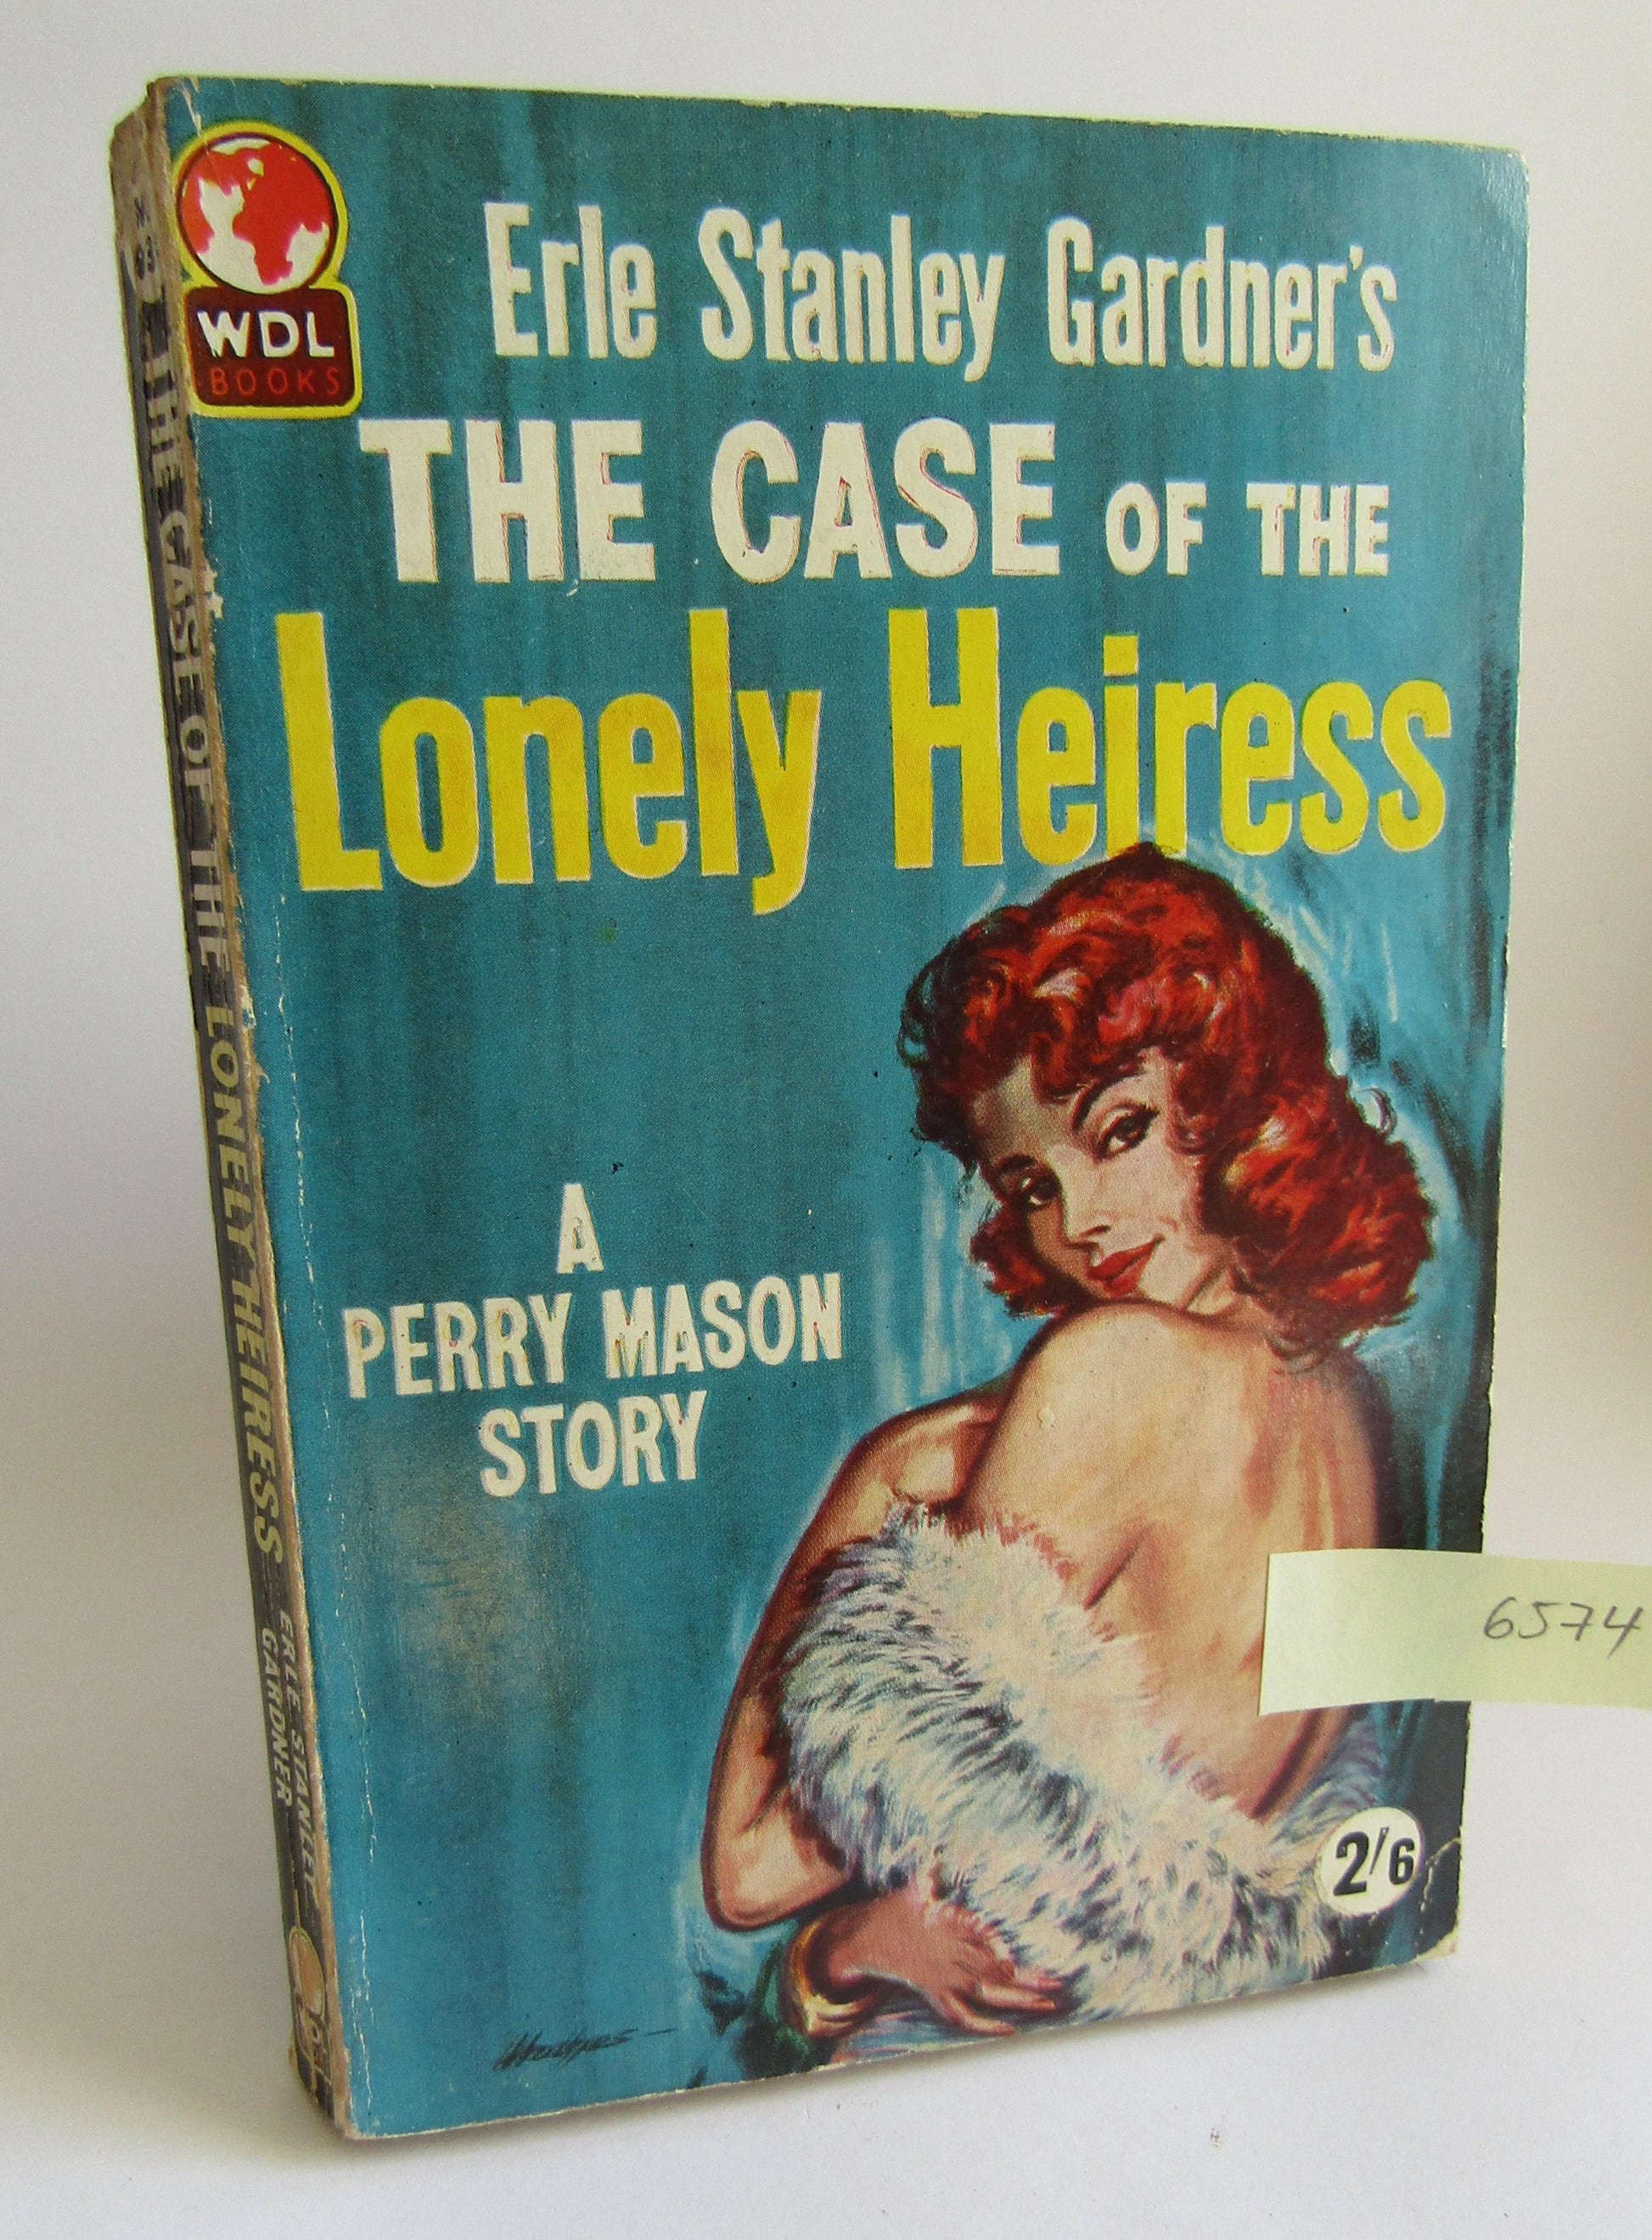 WDL
BOOKS
Erle Stanley Gardner's
THE CASE OF THE
Lonely Heiress
A
PERRY MASON
STORY
6574
2/6
THE CASE OF THE LONELY HEIRESS
ERLE STANLEY
GARDNER